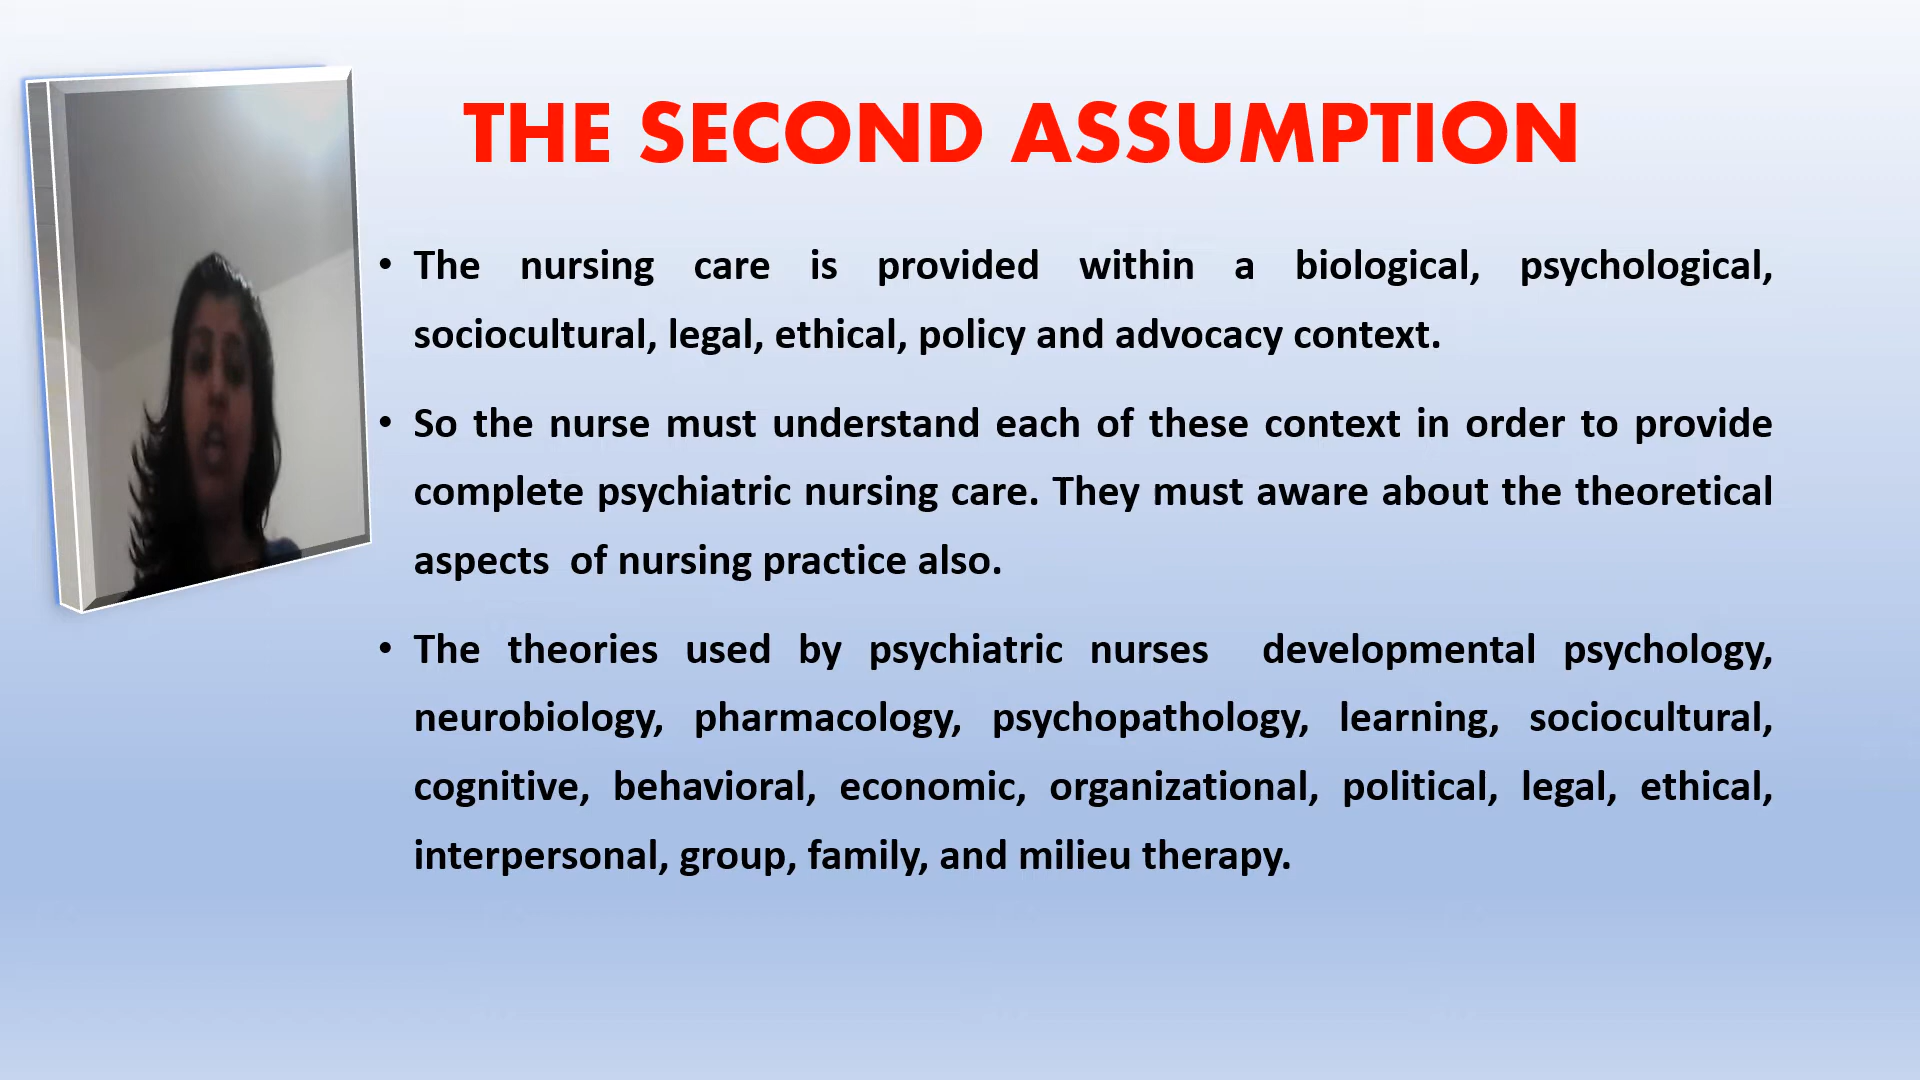 THE SECOND ASSUMPTION
• The nursing care is provided within a biological, psychological,
sociocultural, legal, ethical, policy and advocacy context.
• So the nurse must understand each of these context in order to provide
complete psychiatric nursing care. They must aware about the theoretical
aspects of nursing practice also.
• The theories used by psychiatric nurses developmental psychology,
neurobiology, pharmacology, psychopathology, learning, sociocultural,
cognitive, behavioral, economic, organizational, political, legal, ethical,
interpersonal, group, family, and milieu therapy.